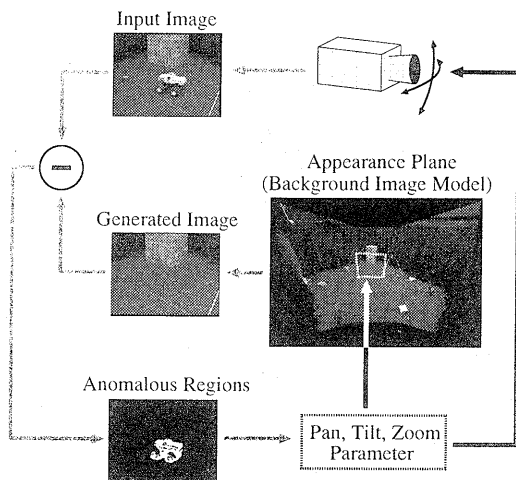 Input Image
Appearance Plane
(Background Image Model)
Generated Image
Anomalous Regions
Pan, Tilt, Zoom
Parameter